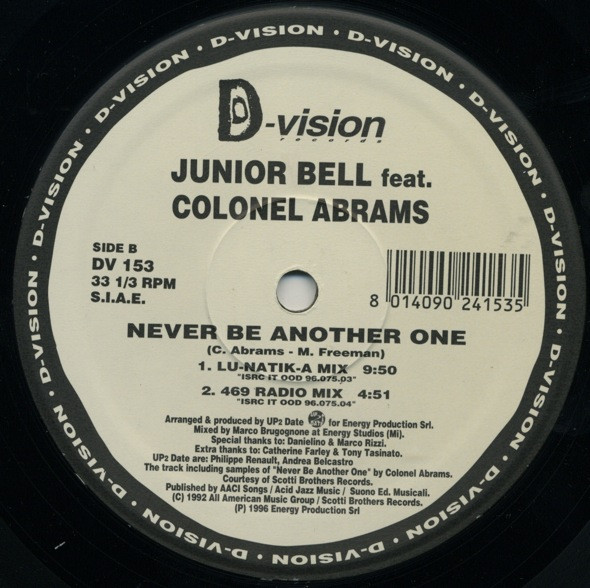 D-VISION • D-VISION • D-VISION • D-VISION • D-VISION • D-VISION • D-VISION • D-VISION • D-VISION • D-VISION • D-VISION • D-VISION
D-vision
records
JUNIOR BELL feat.
COLONEL ABRAMS
SIDE B
DV 153
33 1/3 RPM
S.I.A.E.
8 014090 241535
NEVER BE ANOTHER ONE
(C. Abrams - M. Freeman)
1. LU-NATIK-A MIX 9:50
"ISRC IT OOD 96.075.03"
2. 469 RADIO MIX 4:51
"ISRC IT OOD 96.075.04"
Arranged & produced by UP2 Date for Energy Production Srl.
Mixed by Marco Brugognone at Energy Studios (Mi).
Special thanks to: Danielino & Marco Rizzi.
Extra thanks to: Catherine Farley & Tony Tasinato.
UP2 Date are: Philippe Renault, Andrea Belcastro
The track including samples of "Never Be Another One" by Colonel Abrams.
Courtesy of Scotti Brothers Records.
Published by AACI Songs / Acid Jazz Music / Suono Ed. Musicali.
(C) 1992 All American Music Group / Scotti Brothers Records.
(P) 1996 Energy Production Srl